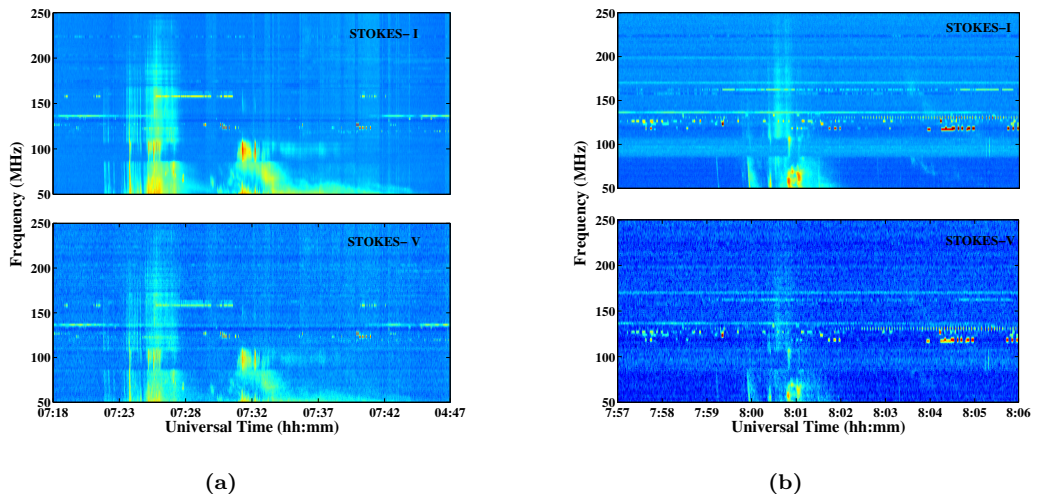 250
STOKES-I
200
150
100
50
250
STOKES-V
200
150
100
50
07:18 07:23 07:28 07:32 07:37 07:42 04:47
Universal Time (hh:mm)
Frequency (MHz)
(a)
250
STOKES-I
200
150
100
50
250
STOKES-V
200
150
100
50
7:57 7:58 7:59 8:00 8:01 8:02 8:03 8:04 8:05 8:06
Universal Time (hh:mm)
Frequency (MHz)
(b)